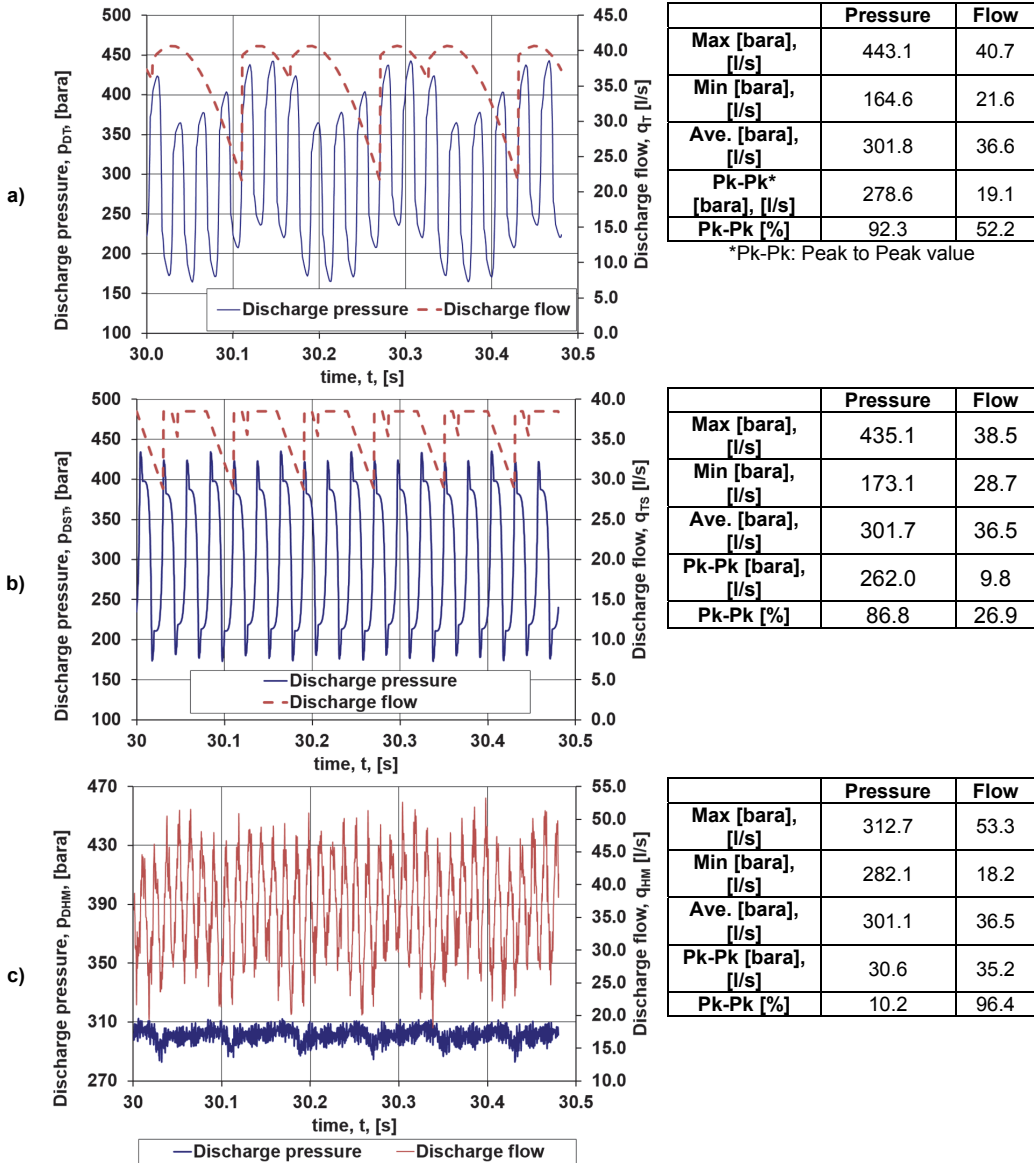 a)
Discharge pressure, pDT, [bara]
500
450
400
350
300
250
200
150
100
45.0
40.0
35.0
30.0
25.0
20.0
15.0
10.0
5.0
0.0
Discharge flow, qT [l/s]
Discharge pressure Discharge flow
30.0 30.1 30.2 30.3 30.4 30.5
time, t, [s]
Pressure Flow
Max [bara], [l/s] 443.1 40.7
Min [bara], [l/s] 164.6 21.6
Ave. [bara], [l/s] 301.8 36.6
Pk-Pk* [bara], [l/s] 278.6 19.1
Pk-Pk [%] 92.3 52.2
*Pk-Pk: Peak to Peak value
b)
Discharge pressure, pDST, [bara]
500
450
400
350
300
250
200
150
100
40.0
35.0
30.0
25.0
20.0
15.0
10.0
5.0
0.0
Discharge flow, qTS [l/s]
Discharge pressure
Discharge flow
30 30.1 30.2 30.3 30.4 30.5
time, t, [s]
Pressure Flow
Max [bara], [l/s] 435.1 38.5
Min [bara], [l/s] 173.1 28.7
Ave. [bara], [l/s] 301.7 36.5
Pk-Pk [bara], [l/s] 262.0 9.8
Pk-Pk [%] 86.8 26.9
c)
Discharge pressure, pDHM, [bara]
470
430
390
350
310
270
55.0
50.0
45.0
40.0
35.0
30.0
25.0
20.0
15.0
10.0
Discharge flow, qHM [l/s]
30 30.1 30.2 30.3 30.4 30.5
time, t, [s]
Discharge pressure Discharge flow
Pressure Flow
Max [bara], [l/s] 312.7 53.3
Min [bara], [l/s] 282.1 18.2
Ave. [bara], [l/s] 301.1 36.5
Pk-Pk [bara], [l/s] 30.6 35.2
Pk-Pk [%] 10.2 96.4